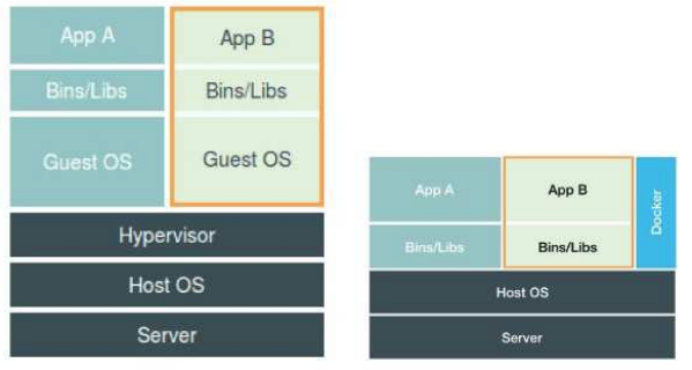 App A
App B
Bins/Libs
Bins/Libs
Guest OS
Guest OS
Hypervisor
Host OS
Server
App A
App B
Docker
Bins/Libs
Bins/Libs
Host OS
Server